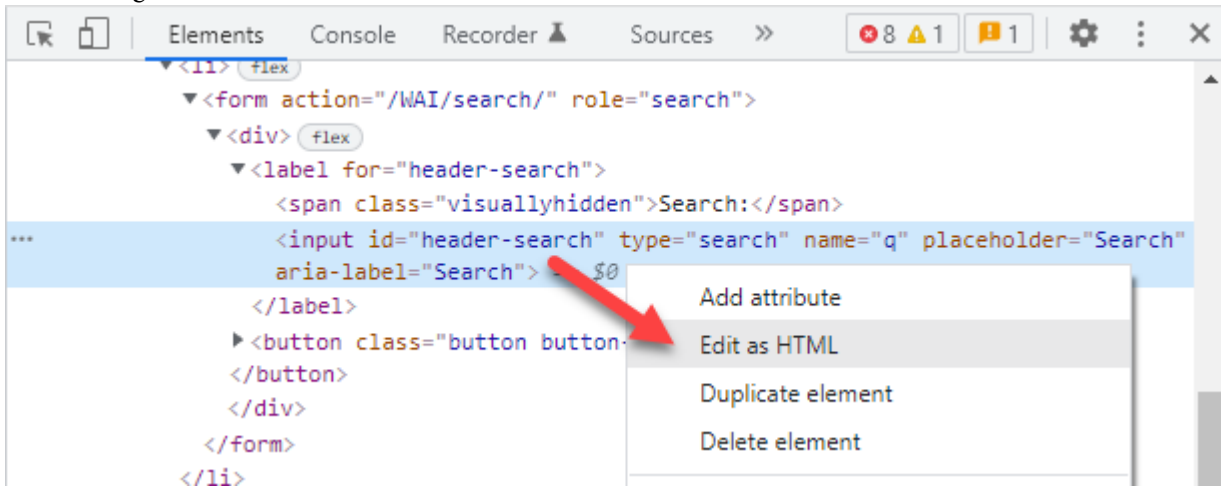 Elements Console Recorder Sources » 8 1 1
▼<li> flex
▼<form action="/WAI/search/" role="search">
▼<div> flex
▼<label for="header-search">
<span class="visuallyhidden">Search:</span>
... <input id="header-search" type="search" name="q" placeholder="Search"
aria-label="Search"> $0
</label>
▶<button class="button button-
</button>
</div>
</form>
</li>
Add attribute
Edit as HTML
Duplicate element
Delete element